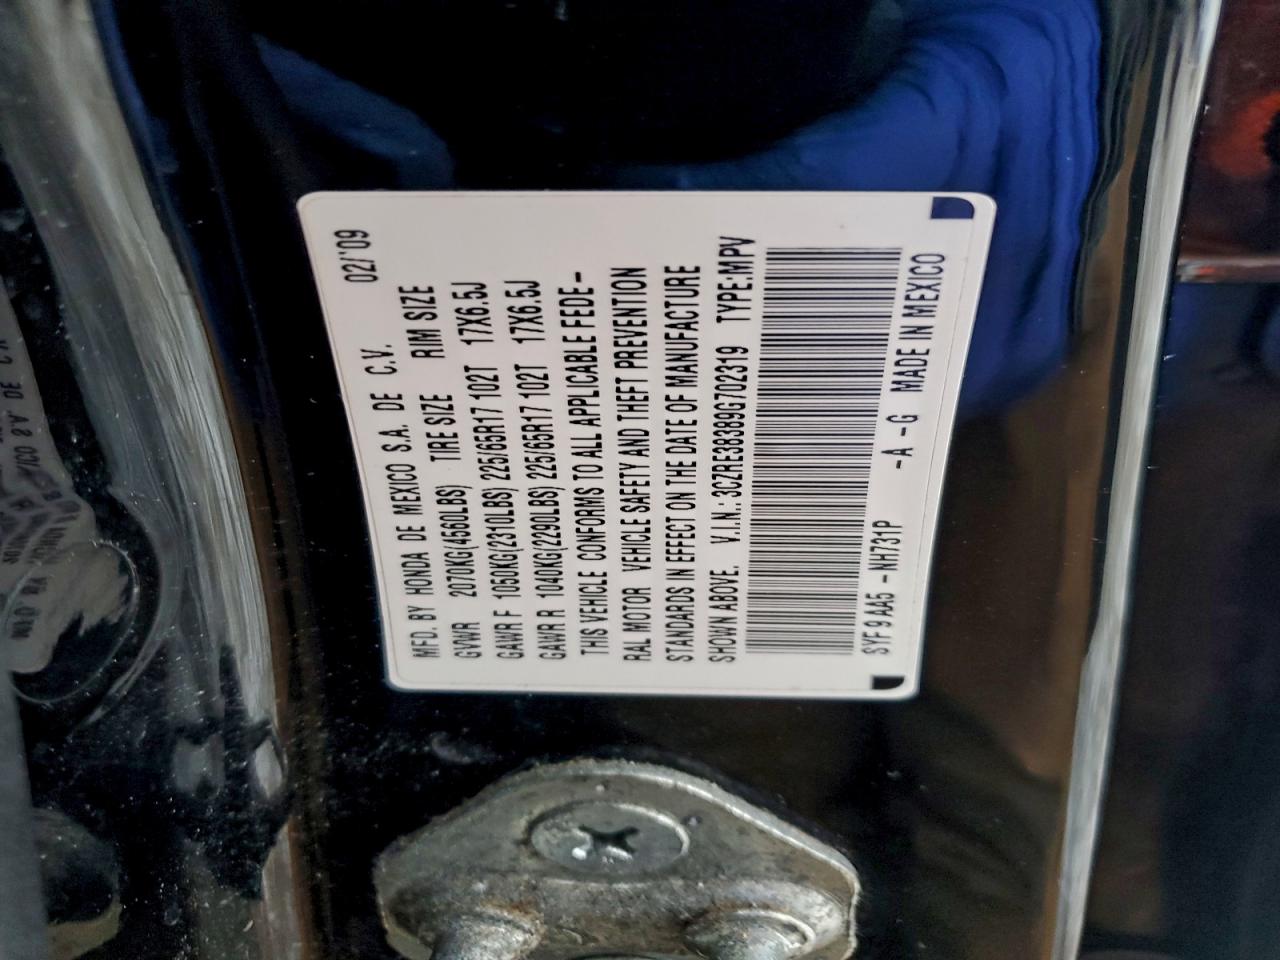 MFD. BY HONDA DE MEXICO S.A. DE C.V. 02/'09
GVWR 2070KG(4560LBS) TIRE SIZE RIM SIZE
GAWR F 1050KG(2310LBS) 225/65R17 102T 17X6.5J
GAWR R 1040KG(2290LBS) 225/65R17 102T 17X6.5J
THIS VEHICLE CONFORMS TO ALL APPLICABLE FEDE-
RAL MOTOR VEHICLE SAFETY AND THEFT PREVENTION
STANDARDS IN EFFECT ON THE DATE OF MANUFACTURE
SHOWN ABOVE. V.I.N.: 3CZRE38389G702319 TYPE:MPV
SYF 9 AA5 -NH731P -A -G MADE IN MEXICO